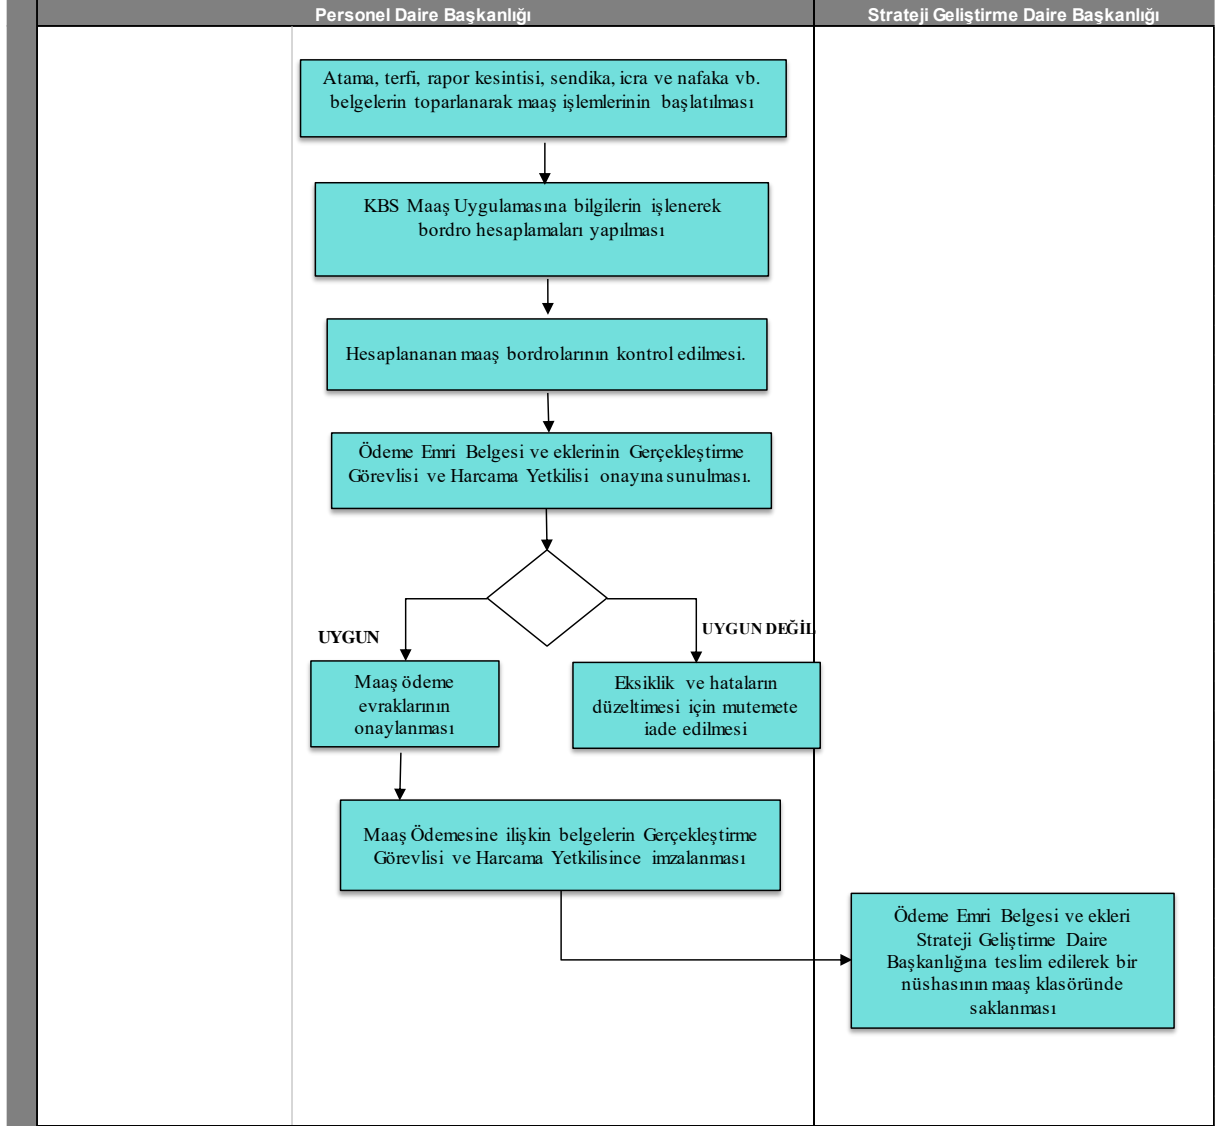 Personel Daire Başkanlığı
Strateji Geliştirme Daire Başkanlığı
Atama, terfi, rapor kesintisi, sendika, icra ve nafaka vb.
belgelerin toparlanarak maaş işlemlerinin başlatılması
KBS Maaş Uygulamasına bilgilerin işlenerek
bordro hesaplamaları yapılması
Hesaplananan maaş bordrolarının kontrol edilmesi.
Ödeme Emri Belgesi ve eklerinin Gerçekleştirme
Görevlisi ve Harcama Yetkilisi onayına sunulması.
UYGUN
UYGUN DEĞİL
Maaş ödeme
evraklarının
onaylanması
Eksiklik ve hataların
düzeltimesi için mutemete
iade edilmesi
Maaş Ödemesine ilişkin belgelerin Gerçekleştirme
Görevlisi ve Harcama Yetkilisince imzalanması
Ödeme Emri Belgesi ve ekleri
Strateji Geliştirme Daire
Başkanlığına teslim edilerek bir
nüshasının maaş klasöründe
saklanması